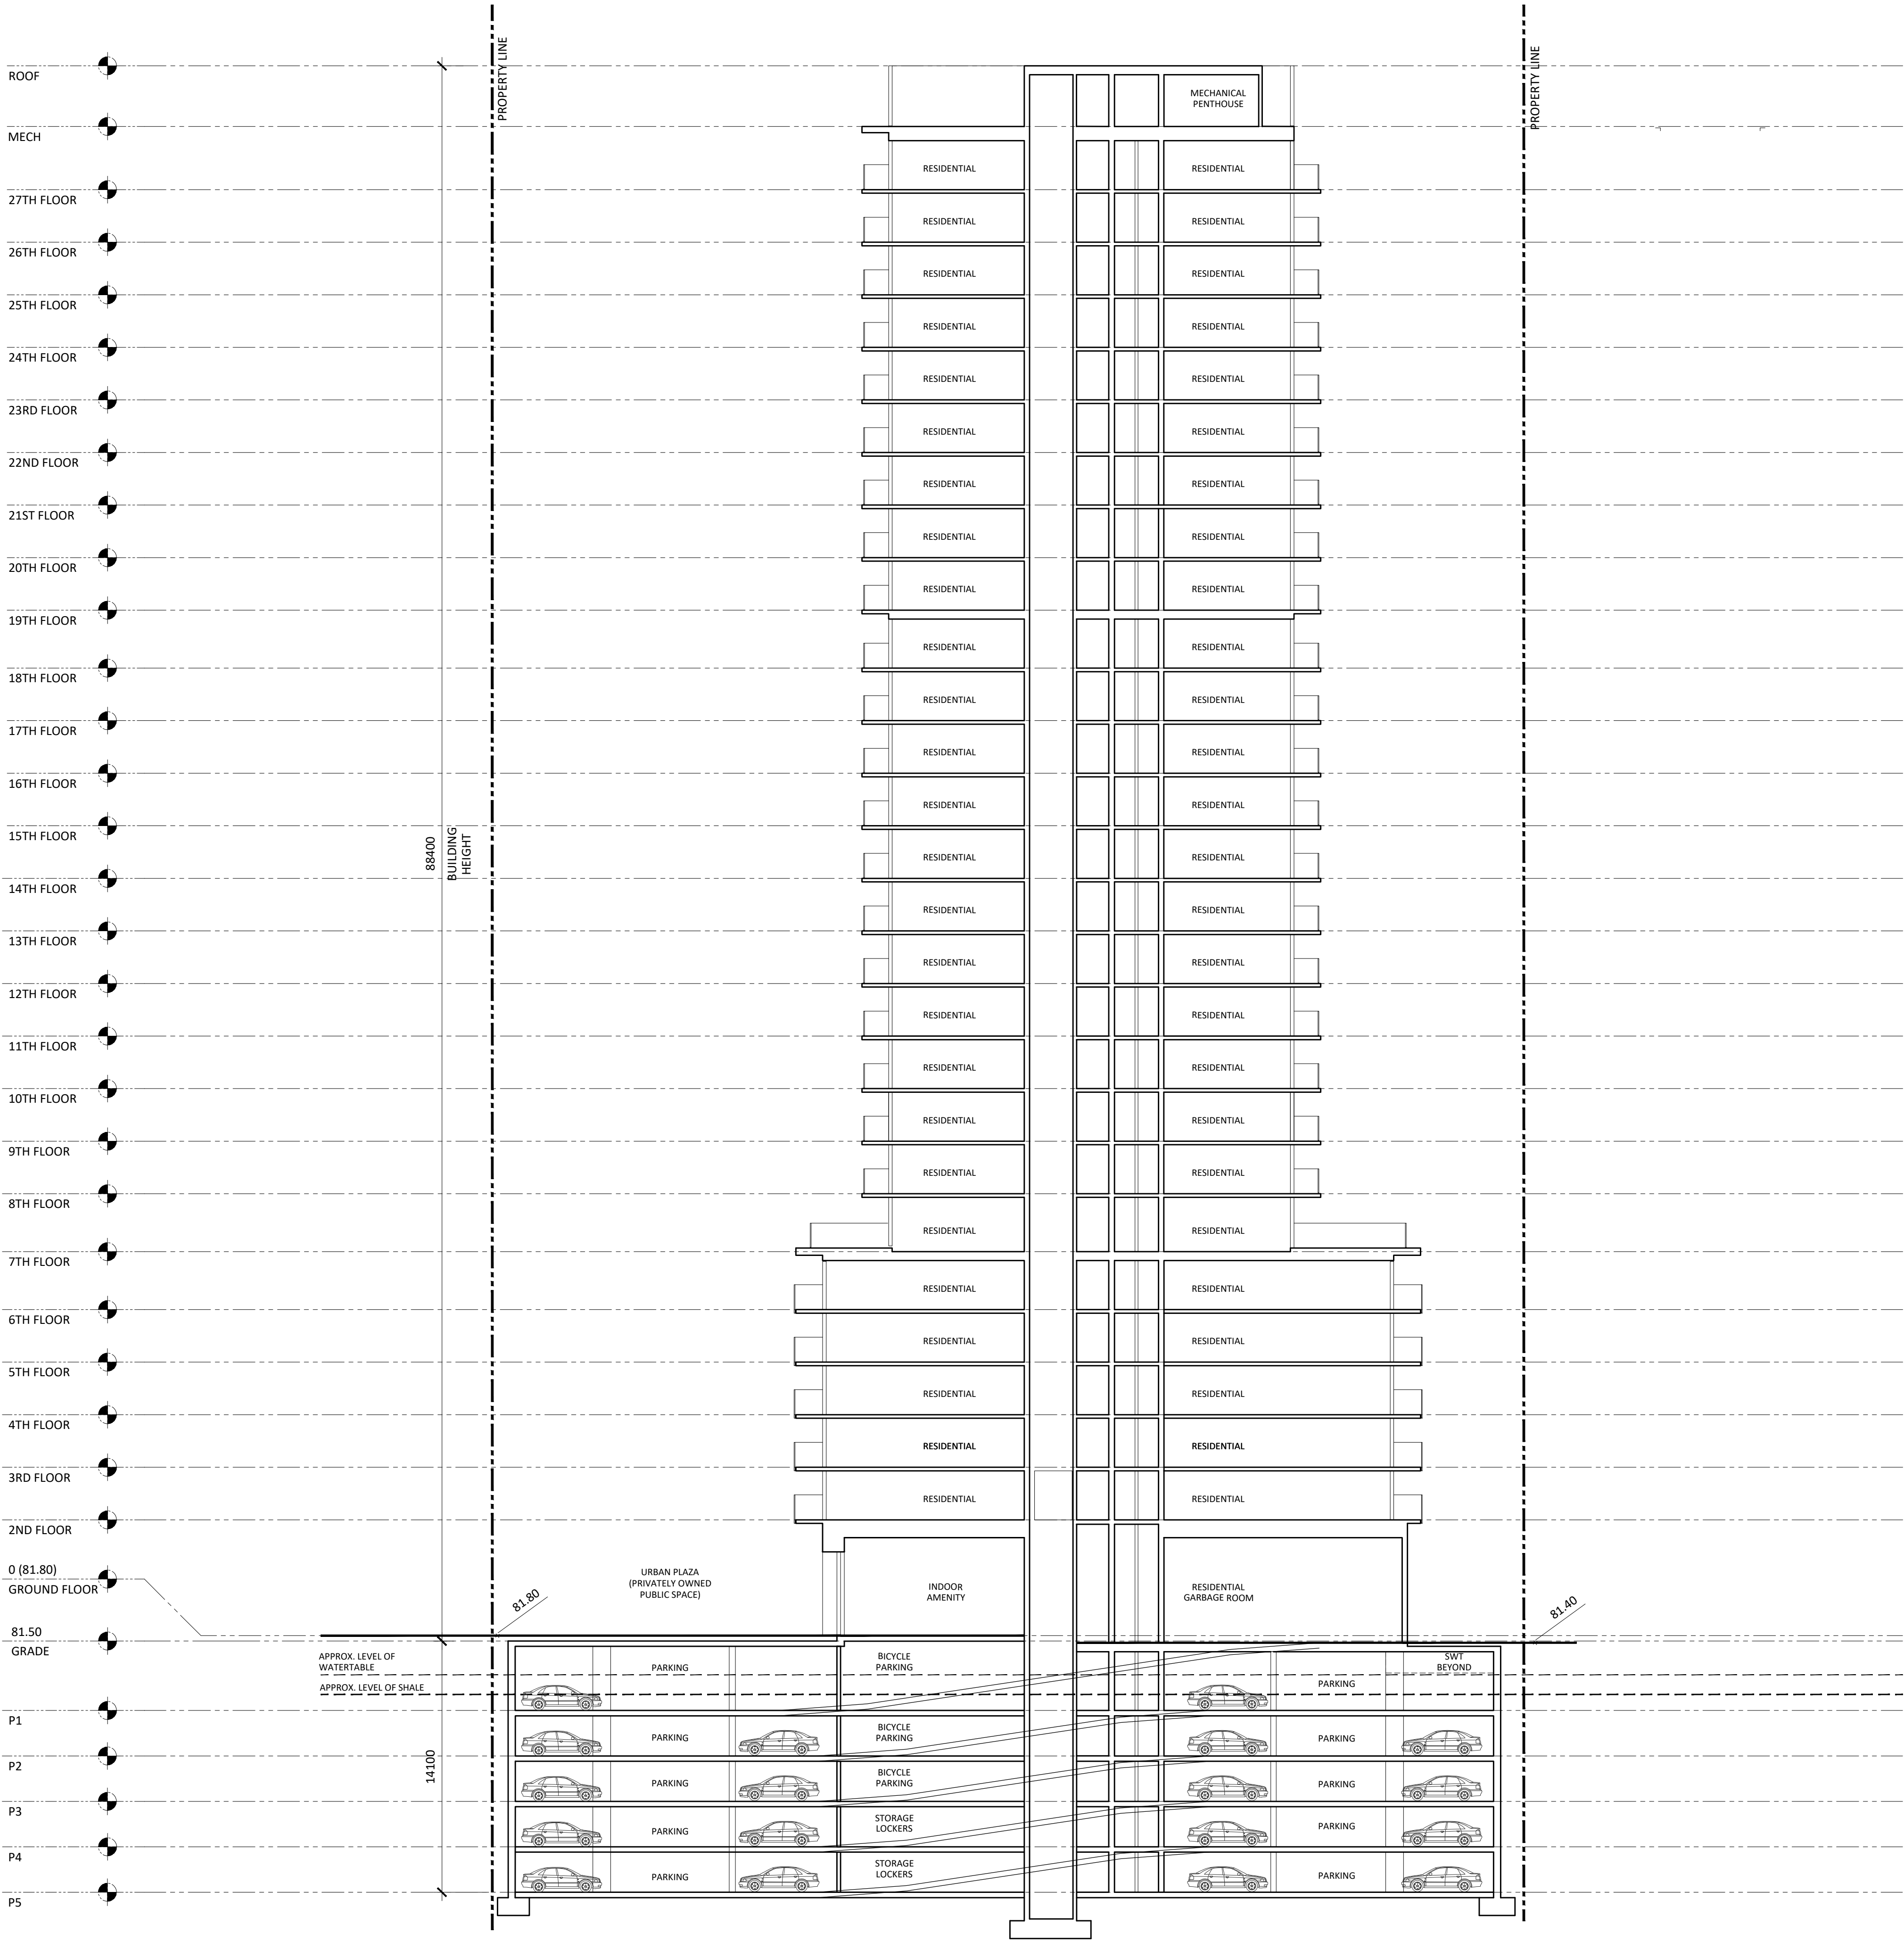 PROPERTY LINE
PROPERTY LINE
ROOF
MECHANICAL
PENTHOUSE
MECH
RESIDENTIAL
RESIDENTIAL
27TH FLOOR
RESIDENTIAL
RESIDENTIAL
26TH FLOOR
RESIDENTIAL
RESIDENTIAL
25TH FLOOR
RESIDENTIAL
RESIDENTIAL
24TH FLOOR
RESIDENTIAL
RESIDENTIAL
23RD FLOOR
RESIDENTIAL
RESIDENTIAL
22ND FLOOR
RESIDENTIAL
RESIDENTIAL
21ST FLOOR
RESIDENTIAL
RESIDENTIAL
20TH FLOOR
RESIDENTIAL
RESIDENTIAL
19TH FLOOR
RESIDENTIAL
RESIDENTIAL
18TH FLOOR
RESIDENTIAL
RESIDENTIAL
17TH FLOOR
RESIDENTIAL
RESIDENTIAL
16TH FLOOR
RESIDENTIAL
RESIDENTIAL
15TH FLOOR
88400
BUILDING
HEIGHT
RESIDENTIAL
RESIDENTIAL
14TH FLOOR
RESIDENTIAL
RESIDENTIAL
13TH FLOOR
RESIDENTIAL
RESIDENTIAL
12TH FLOOR
RESIDENTIAL
RESIDENTIAL
11TH FLOOR
RESIDENTIAL
RESIDENTIAL
10TH FLOOR
RESIDENTIAL
RESIDENTIAL
9TH FLOOR
RESIDENTIAL
RESIDENTIAL
8TH FLOOR
RESIDENTIAL
RESIDENTIAL
7TH FLOOR
RESIDENTIAL
RESIDENTIAL
6TH FLOOR
RESIDENTIAL
RESIDENTIAL
5TH FLOOR
RESIDENTIAL
RESIDENTIAL
4TH FLOOR
RESIDENTIAL
RESIDENTIAL
3RD FLOOR
RESIDENTIAL
RESIDENTIAL
2ND FLOOR
0 (81.80)
GROUND FLOOR
URBAN PLAZA
(PRIVATELY OWNED
PUBLIC SPACE)
INDOOR
AMENITY
RESIDENTIAL
GARBAGE ROOM
81.80
81.40
81.50
GRADE
APPROX. LEVEL OF
WATERTABLE
APPROX. LEVEL OF SHALE
PARKING
BICYCLE
PARKING
PARKING
SWT
BEYOND
P1
PARKING
BICYCLE
PARKING
PARKING
P2
14100
PARKING
BICYCLE
PARKING
PARKING
P3
PARKING
STORAGE
LOCKERS
PARKING
P4
PARKING
STORAGE
LOCKERS
PARKING
P5